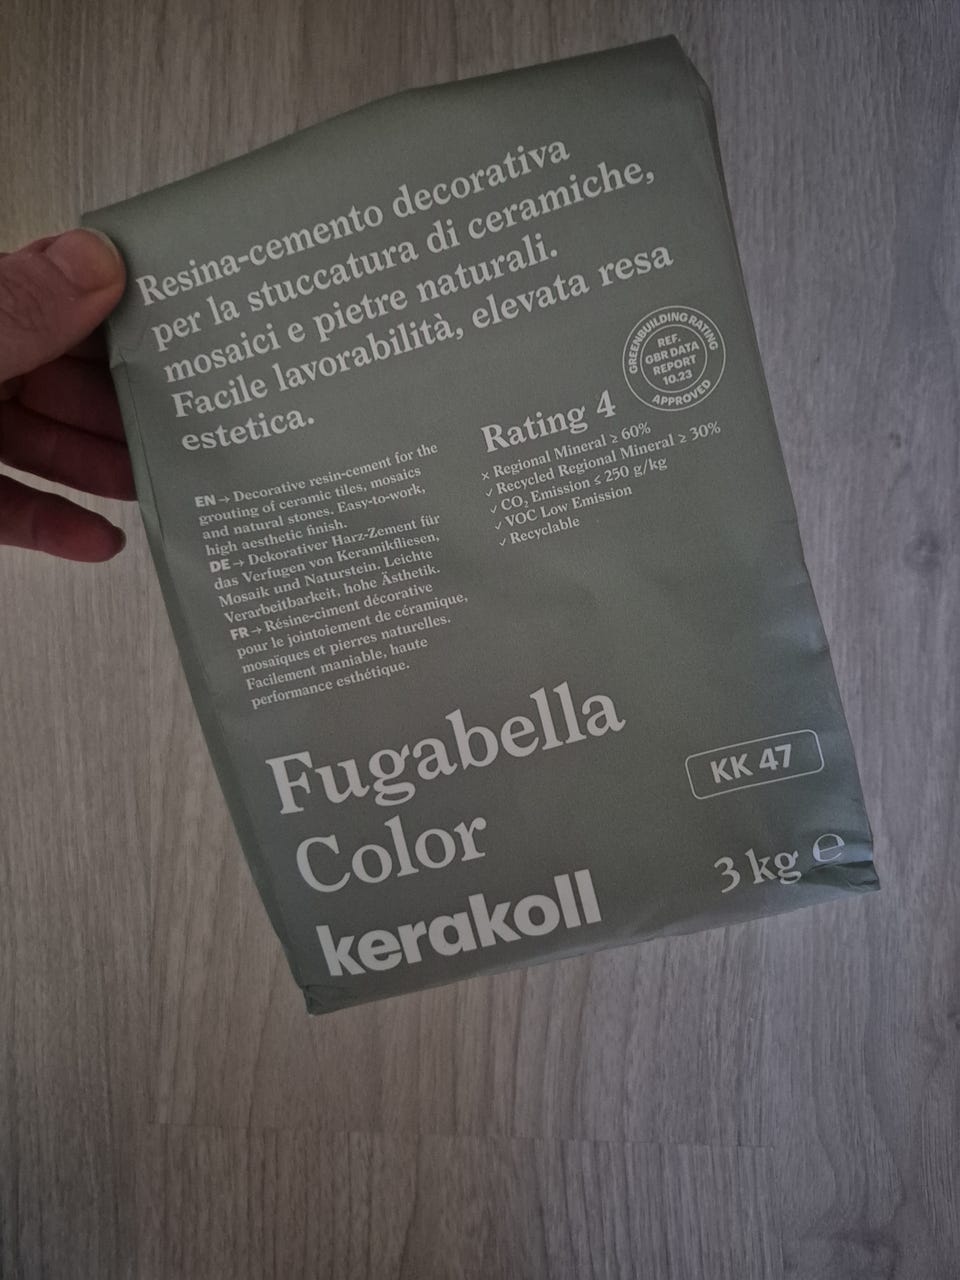 Resina-cemento decorativa
per la stuccatura di ceramiche,
mosaici e pietre naturali.
Facile lavorabilità, elevata resa
estetica.
GREENBUILDING RATING
REF.
GBR DATA
REPORT
10.23
APPROVED
Rating 4
× Regional Mineral ≥ 60%
✓ Recycled Regional Mineral ≥ 30%
✓ CO₂ Emission ≤ 250 g/kg
✓ VOC Low Emission
✓ Recyclable
EN → Decorative resin-cement for the
grouting of ceramic tiles, mosaics
and natural stones. Easy-to-work,
high aesthetic finish.
DE → Dekorativer Harz-Zement für
das Verfugen von Keramikfliesen,
Mosaik und Naturstein. Leichte
Verarbeitbarkeit, hohe Ästhetik.
FR → Résine-ciment décorative
pour le jointoiement de céramique,
mosaïques et pierres naturelles.
Facilement maniable, haute
performance esthétique.
Fugabella
Color
KK 47
3 kg ℮
kerakoll